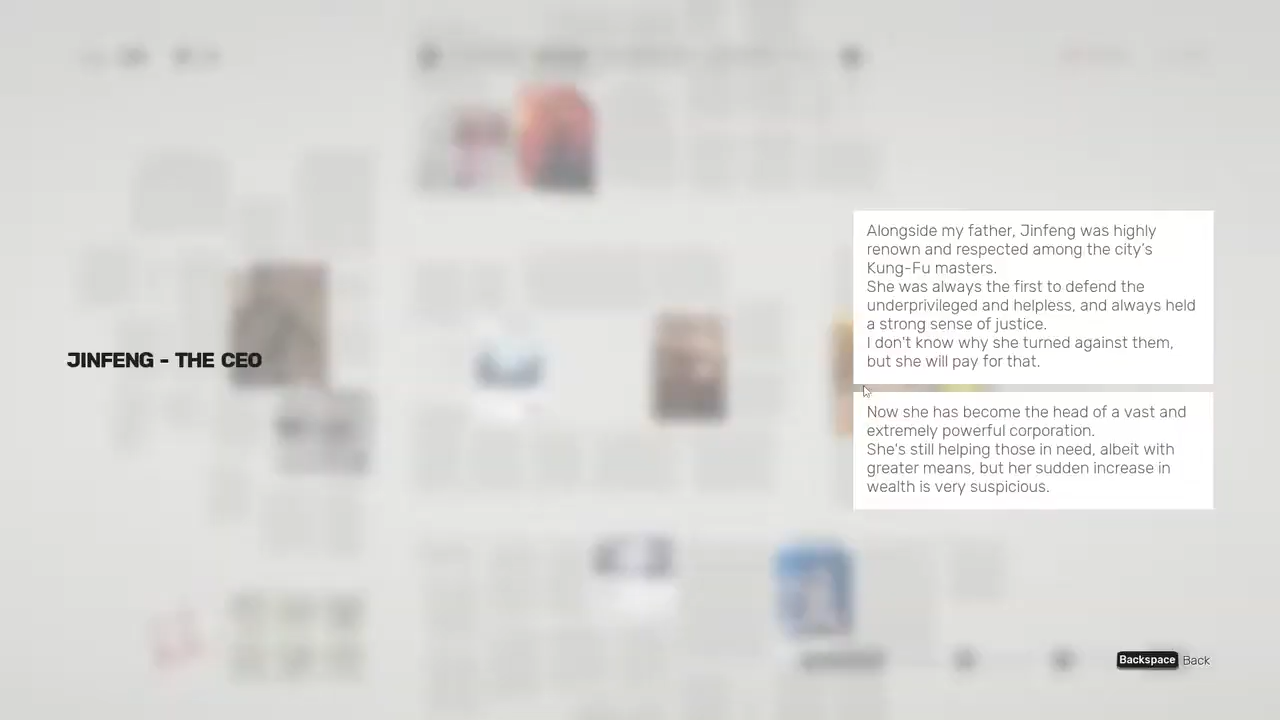 JINFENG - THE CEO
Alongside my father, Jinfeng was highly
renown and respected among the city's
Kung-Fu masters.
She was always the first to defend the
underprivileged and helpless, and always held
a strong sense of justice.
I don't know why she turned against them,
but she will pay for that.
Now she has become the head of a vast and
extremely powerful corporation.
She's still helping those in need, albeit with
greater means, but her sudden increase in
wealth is very suspicious.
Backspace Back